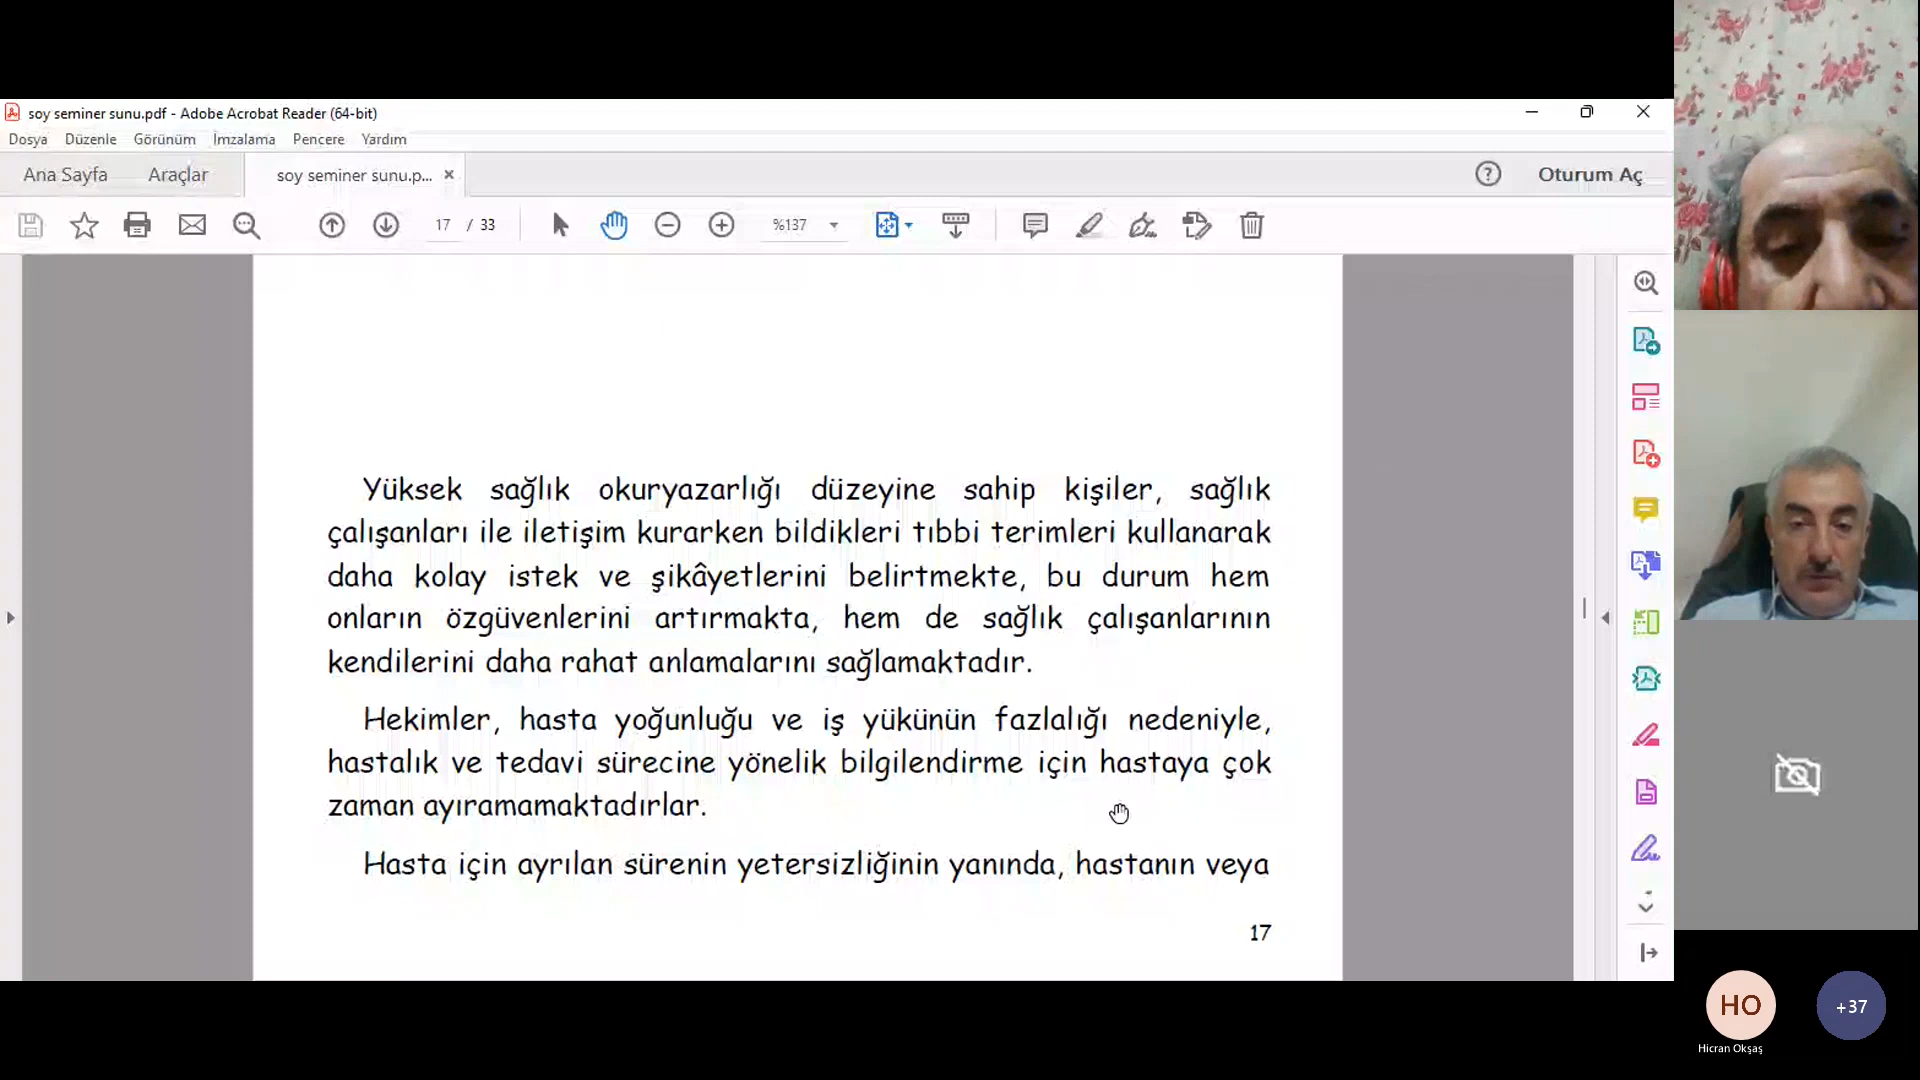 soy seminer sunu.pdf - Adobe Acrobat Reader (64-bit)
Dosya Düzenle Görünüm İmzalama Pencere Yardım
Ana Sayfa Araçlar soy seminer sunu.p... Oturum Aç
17 / 33 %137
Yüksek sağlık okuryazarlığı düzeyine sahip kişiler, sağlık
çalışanları ile iletişim kurarken bildikleri tıbbi terimleri kullanarak
daha kolay istek ve şikâyetlerini belirtmekte, bu durum hem
onların özgüvenlerini artırmakta, hem de sağlık çalışanlarının
kendilerini daha rahat anlamalarını sağlamaktadır.
Hekimler, hasta yoğunluğu ve iş yükünün fazlalığı nedeniyle,
hastalık ve tedavi sürecine yönelik bilgilendirme için hastaya çok
zaman ayıramamaktadırlar.
Hasta için ayrılan sürenin yetersizliğinin yanında, hastanın veya
17
HO
+37
Hicran Okşaş